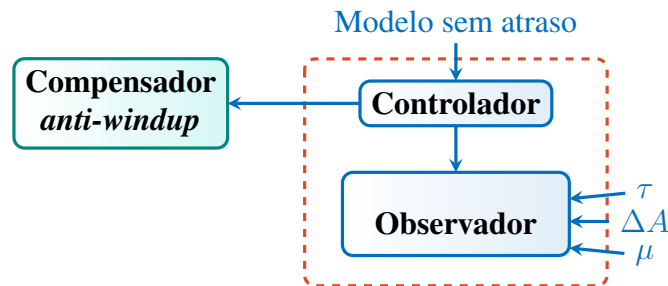 Modelo sem atraso
Compensador
anti-windup
Controlador
Observador
τ
ΔA
μ